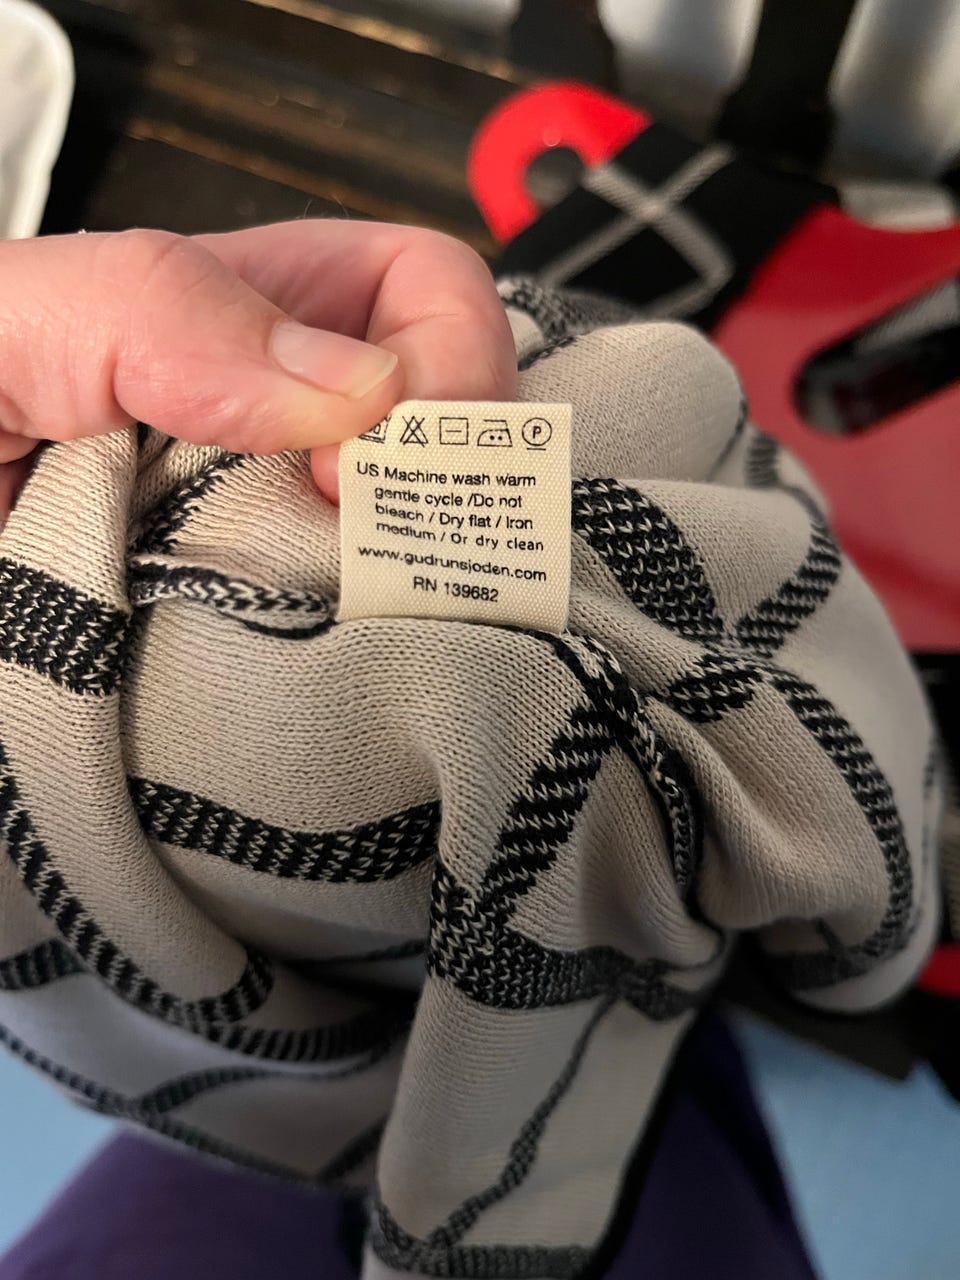 P
US Machine wash warm
gentle cycle /Do not
bleach / Dry flat / Iron
medium / Or dry clean
www.gudrunsjoden.com
RN 139682